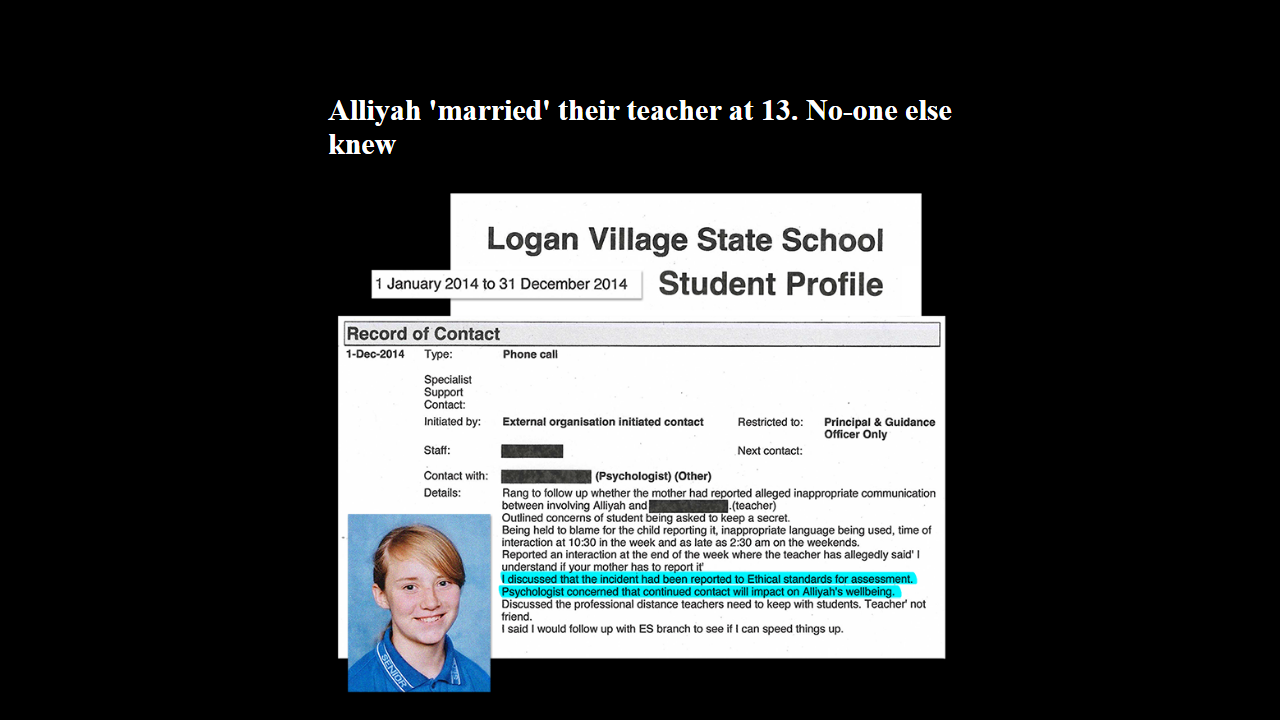 Alliyah 'married' their teacher at 13. No-one else
knew
Logan Village State School
Student Profile
1 January 2014 to 31 December 2014
Record of Contact
1-Dec-2014 Type: Phone call
Specialist
Support
Contact:
Initiated by: External organisation initiated contact Restricted to: Principal & Guidance
Officer Only
Staff: Next contact:
Contact with: (Psychologist) (Other)
Details: Rang to follow up whether the mother had reported alleged inappropriate communication
between involving Alliyah and .(teacher)
Outlined concerns of student being asked to keep a secret.
Being held to blame for the child reporting it, inappropriate language being used, time of
interaction at 10:30 in the week and as late as 2:30 am on the weekends.
Reported an interaction at the end of the week where the teacher has allegedly said' I
understand if your mother has to report it'
I discussed that the incident had been reported to Ethical standards for assessment.
Psychologist concerned that continued contact will impact on Alliyah's wellbeing.
Discussed the professional distance teachers need to keep with students. Teacher' not
friend.
I said I would follow up with ES branch to see if I can speed things up.
SENIOR